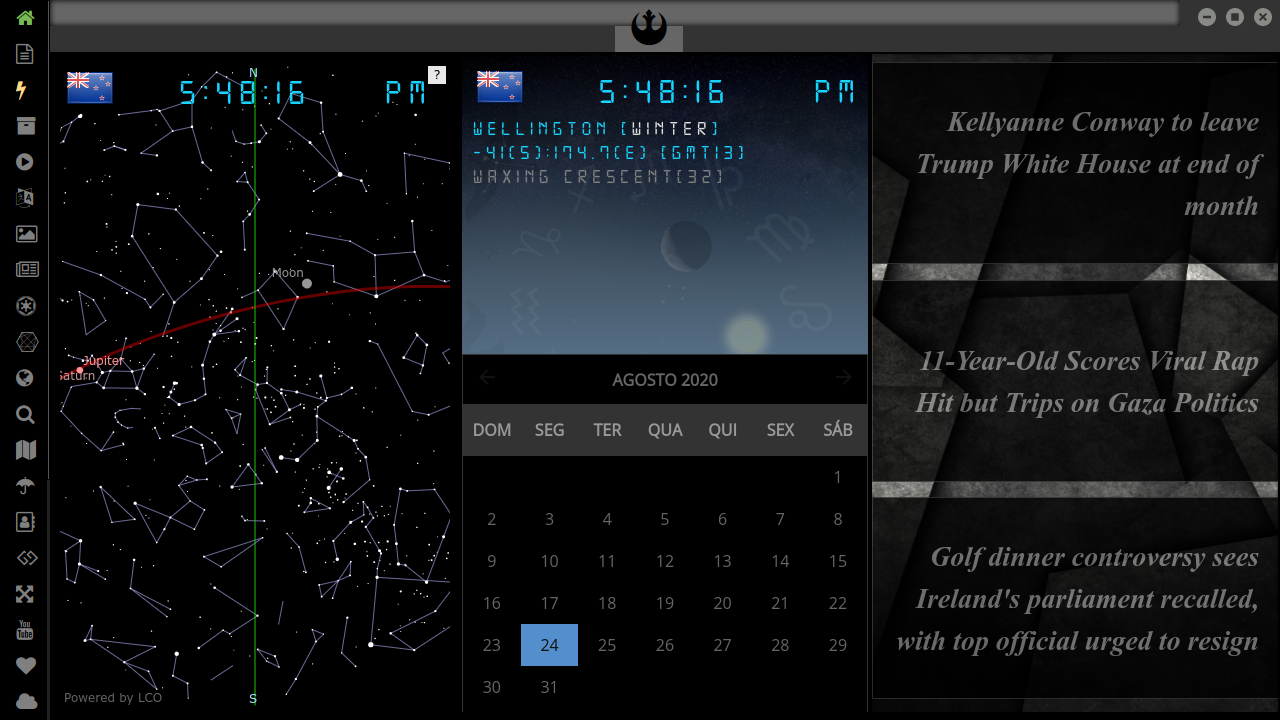 N
?
5:48:16 PM
Moon
Jupiter
Saturn
Powered by LCO
S
5:48:16 PM
WELLINGTON (WINTER)
-41(S):174.7(E) (GMT13)
WAXING CRESCENT(32)
AGOSTO 2020
DOM SEG TER QUA QUI SEX SÁB
1
2 3 4 5 6 7 8
9 10 11 12 13 14 15
16 17 18 19 20 21 22
23 24 25 26 27 28 29
30 31
Kellyanne Conway to leave
Trump White House at end of
month
11-Year-Old Scores Viral Rap
Hit but Trips on Gaza Politics
Golf dinner controversy sees
Ireland's parliament recalled,
with top official urged to resign
You
Tube